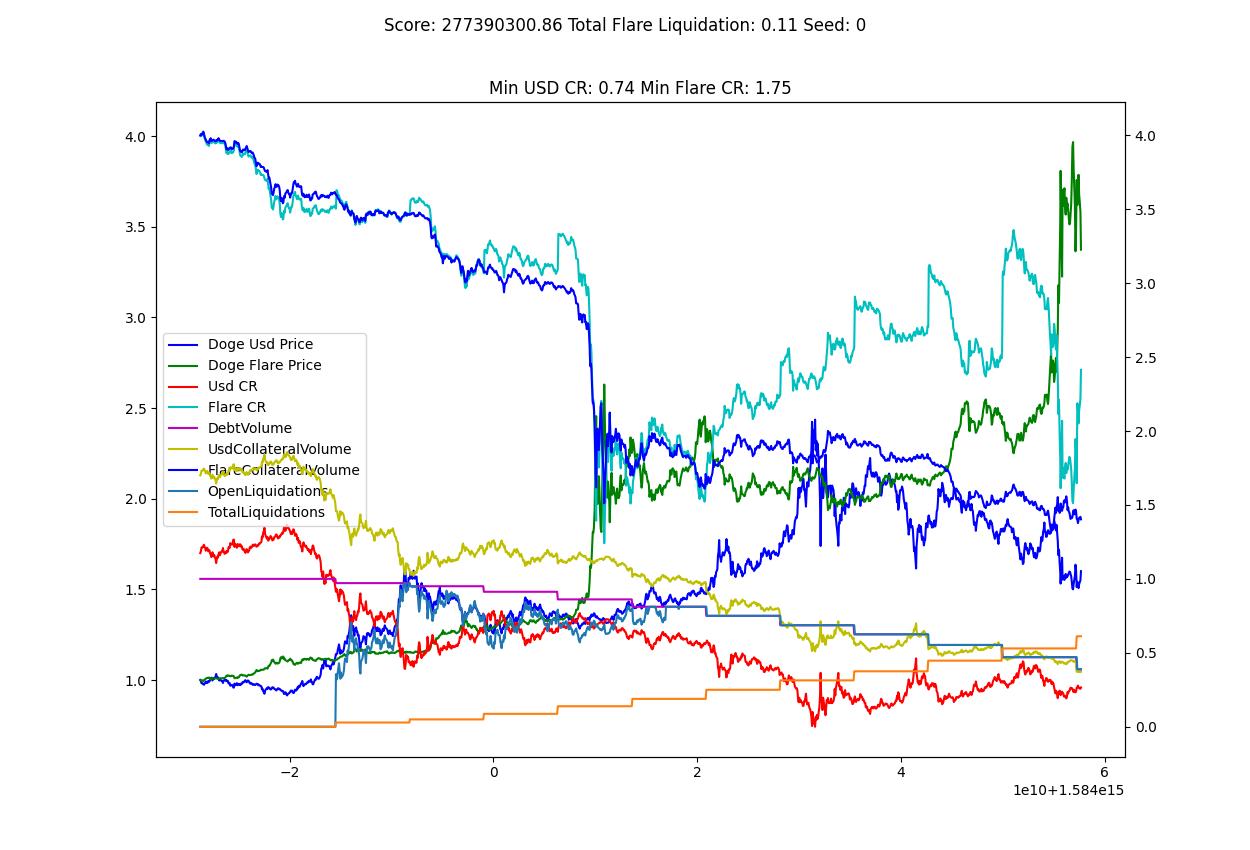 Score: 277390300.86 Total Flare Liquidation: 0.11 Seed: 0
Min USD CR: 0.74 Min Flare CR: 1.75
4.0
3.5
3.0
2.5
2.0
1.5
1.0
Doge Usd Price
Doge Flare Price
Usd CR
Flare CR
DebtVolume
UsdCollateralVolume
FlareCollateralVolume
OpenLiquidations
TotalLiquidations
4.0
3.5
3.0
2.5
2.0
1.5
1.0
0.5
0.0
−2
0
2
4
6
1e10+1.584e15